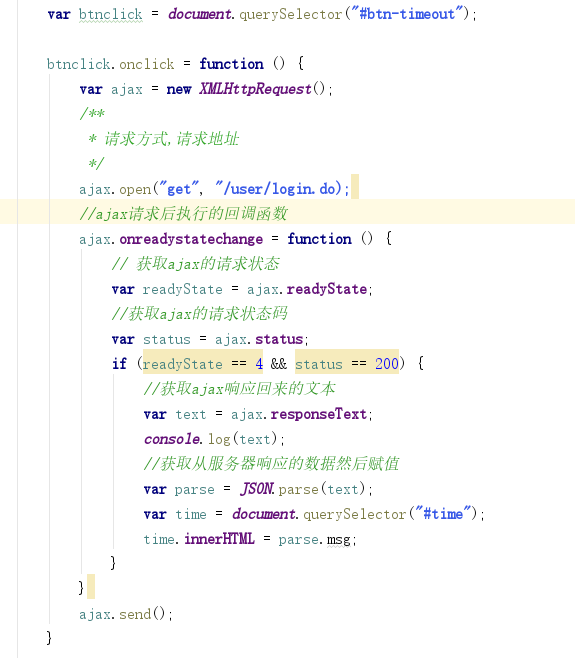 var btnclick = document.querySelector("#btn-timeout");
btnclick.onclick = function () {
var ajax = new XMLHttpRequest();
/**
* 请求方式,请求地址
*/
ajax.open("get", "/user/login.do);
//ajax请求后执行的回调函数
ajax.onreadystatechange = function () {
// 获取ajax的请求状态
var readyState = ajax.readyState;
//获取ajax的请求状态码
var status = ajax.status;
if (readyState == 4 && status == 200) {
//获取ajax响应回来的文本
var text = ajax.responseText;
console.log(text);
//获取从服务器响应的数据然后赋值
var parse = JSON.parse(text);
var time = document.querySelector("#time");
time.innerHTML = parse.msg;
}
}
ajax.send();
}